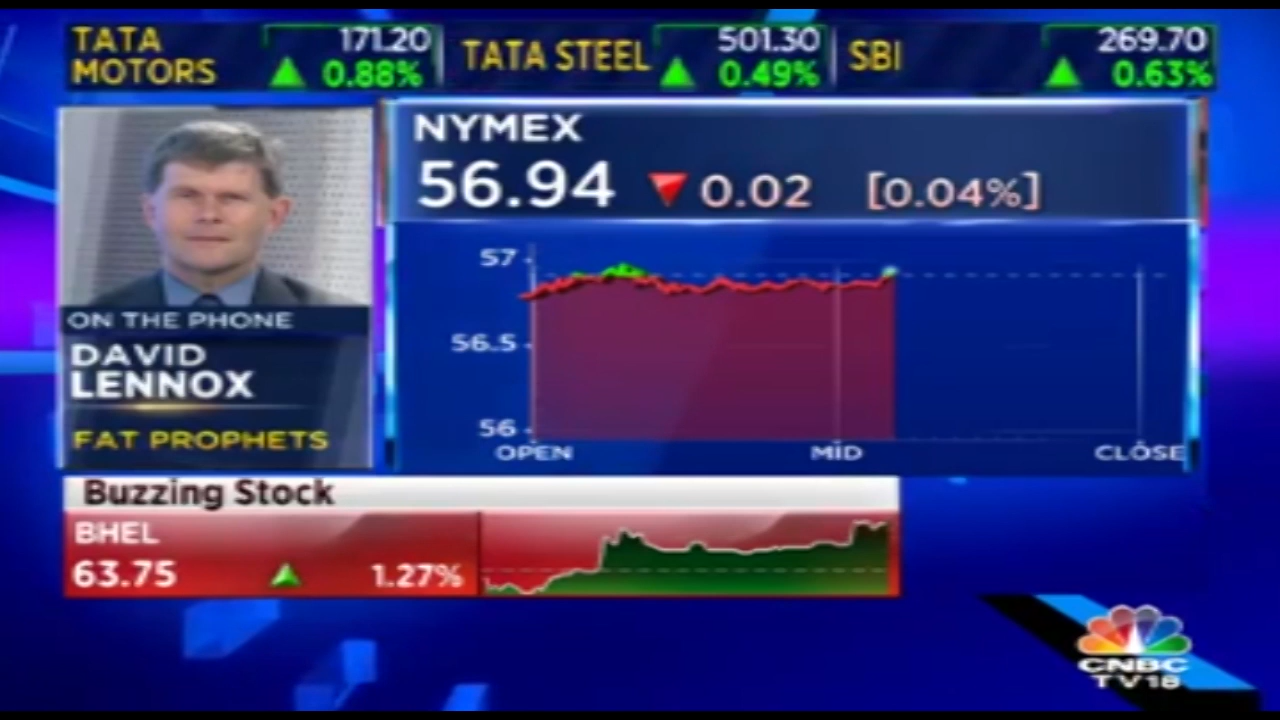 TATA MOTORS
171.20
0.88%
TATA STEEL
501.30
0.49%
SBI
269.70
0.63%
ON THE PHONE
DAVID
LENNOX
FAT PROPHETS
NYMEX
56.94 0.02 [0.04%]
57
56.5
56
OPEN MID CLOSE
Buzzing Stock
BHEL
63.75 1.27%
CNBC
TV18